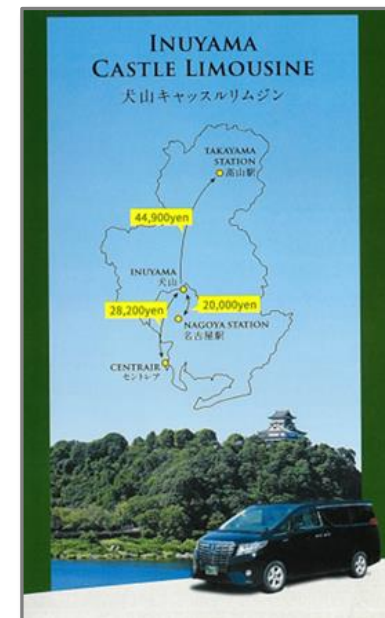 INUYAMA
CASTLE LIMOUSINE
犬山キャッスルリムジン
TAKAYAMA
STATION
高山駅
44,900yen
INUYAMA
犬山
28,200yen
20,000yen
NAGOYA STATION
名古屋駅
CENTRAIR
セントレア